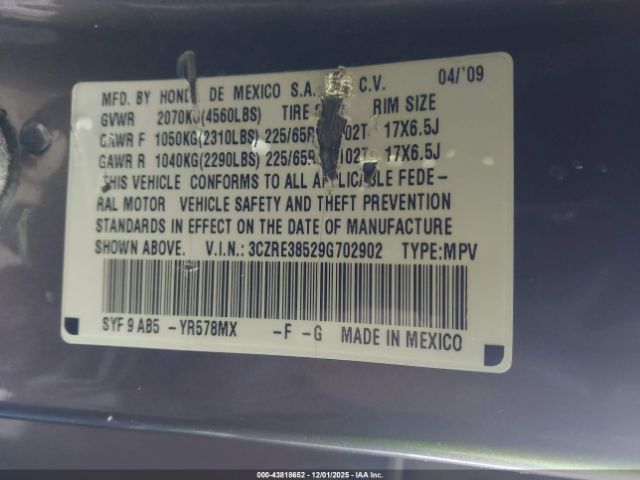 MFD. BY HOND DE MEXICO S.A. C.V. 04/'09
GVWR 2070KG(4560LBS) TIRE RIM SIZE
GAWR F 1050KG(2310LBS) 225/65R 102T 17X6.5J
GAWR R 1040KG(2290LBS) 225/65R 102T 17X6.5J
THIS VEHICLE CONFORMS TO ALL APPLICABLE FEDE-
RAL MOTOR VEHICLE SAFETY AND THEFT PREVENTION
STANDARDS IN EFFECT ON THE DATE OF MANUFACTURE
SHOWN ABOVE. V.I.N.: 3CZRE38529G702902 TYPE:MPV
SYF 9 AB5 -YR578MX -F -G MADE IN MEXICO
000-43818652 - 12/01/2025 - IAAI, Inc.